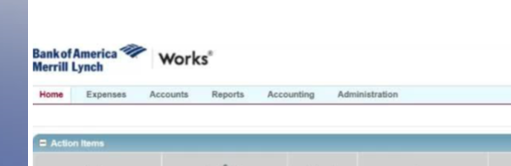 Bank of America
Merrill Lynch
Works®
Home Expenses Accounts Reports Accounting Administration
Action Items